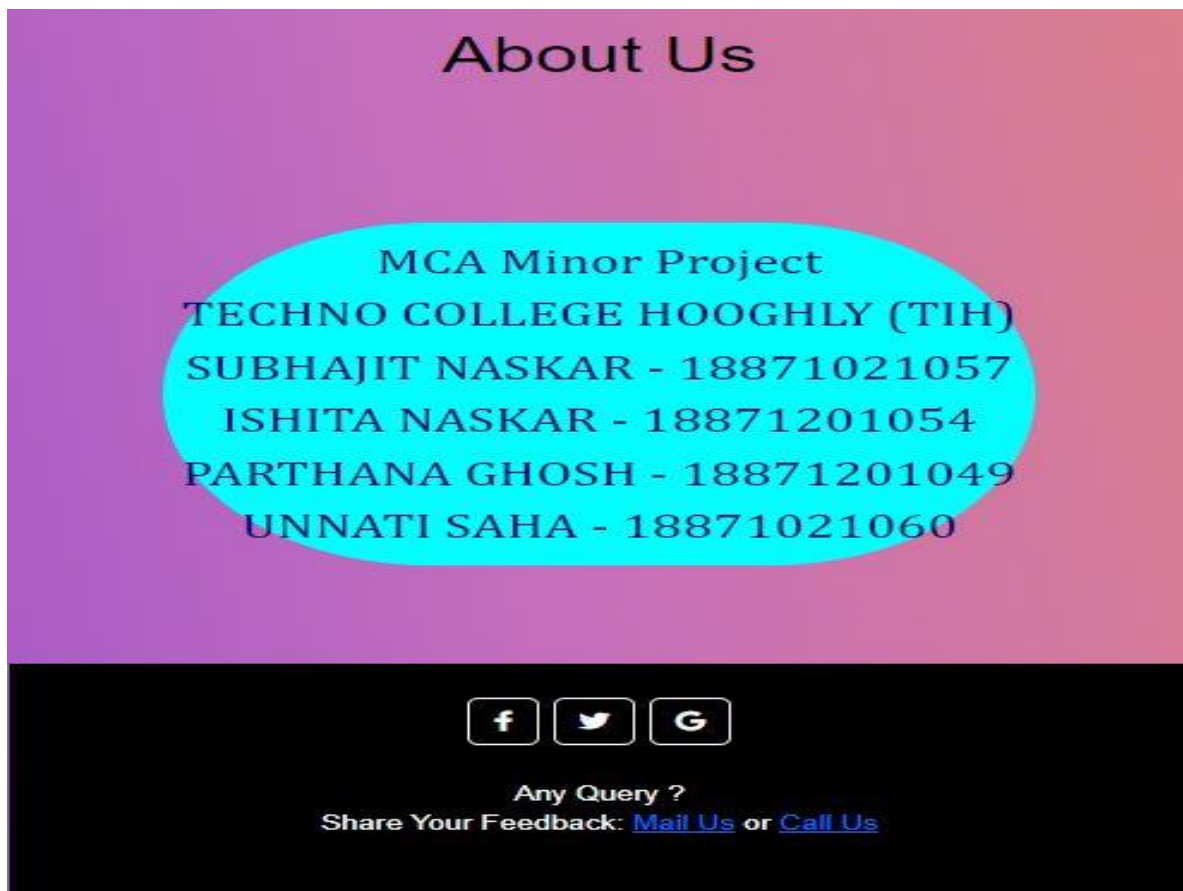 About Us
MCA Minor Project
TECHNO COLLEGE HOOGHLY (TIH)
SUBHAJIT NASKAR - 18871021057
ISHITA NASKAR - 18871201054
PARTHANA GHOSH - 18871201049
UNNATI SAHA - 18871021060
f G
Any Query ?
Share Your Feedback: Mail Us or Call Us